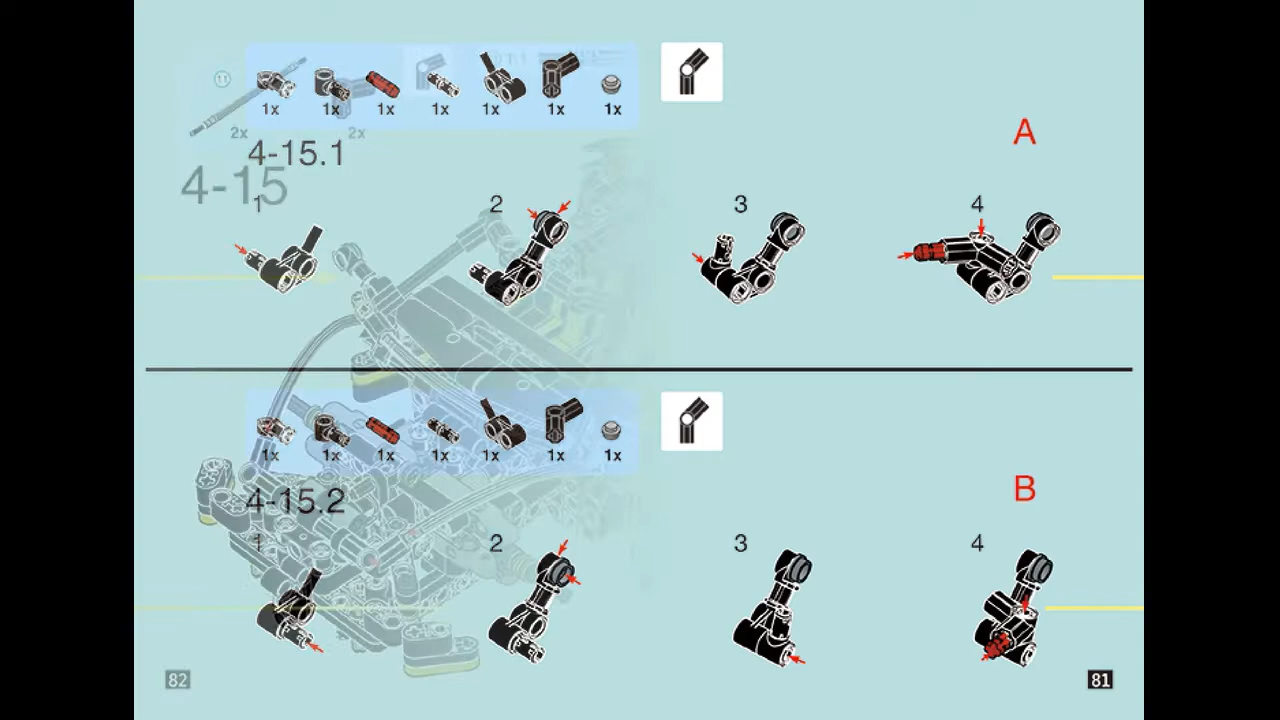 11
1x 1x 1x 1x 1x 1x 1x
2x 2x
4-15.1
A
4-15
1 2 3 4
1x 1x 1x 1x 1x 1x 1x
4-15.2
B
1 2 3 4
82 81